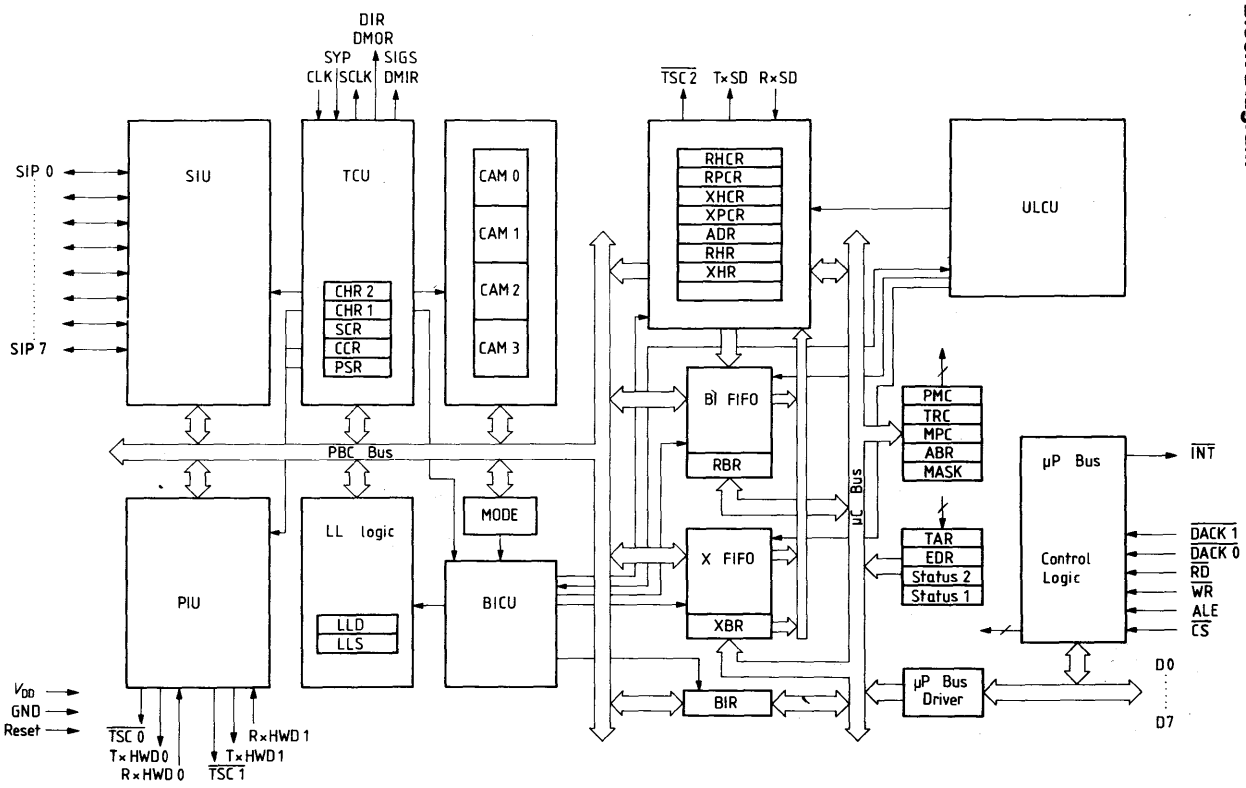 DIR
DMOR
SYP SIGS
CLK SCLK DMIR
TSC2 T×SD R×SD
SIP 0
SIP 7
SIU
TCU
CHR 2
CHR 1
SCR
CCR
PSR
CAM 0
CAM 1
CAM 2
CAM 3
RHCR
RPCR
XHCR
XPCR
ADR
RHR
XHR
ULCU
BI FIFO
RBR
PMC
TRC
MPC
ABR
MASK
µP Bus
Control
Logic
INT
DACK 1
DACK 0
RD
WR
ALE
CS
PBC Bus
µC Bus
PIU
LL logic
LLD
LLS
MODE
BICU
X FIFO
XBR
TAR
EDR
Status 2
Status 1
BIR
µP Bus
Driver
D0
D7
VDD
GND
Reset
TSC 0
T×HWD 0
R×HWD 0
TSC 1
T×HWD1
R×HWD 1